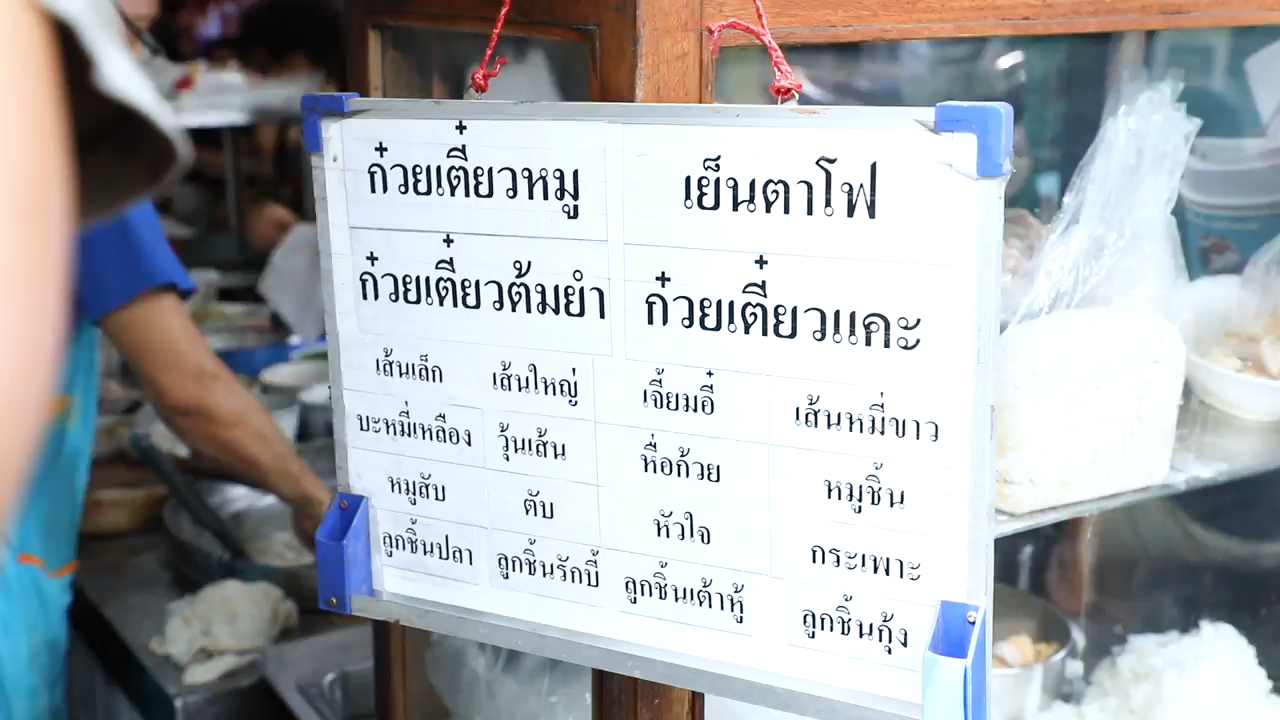 ก๋วยเตี๋ยวหมู เย็นตาโฟ
ก๋วยเตี๋ยวต้มยำ ก๋วยเตี๋ยวแคะ
เส้นเล็ก เส้นใหญ่ เจี้ยมอี๋ เส้นหมี่ขาว
บะหมี่เหลือง วุ้นเส้น หื่อก้วย หมูชิ้น
หมูสับ ตับ หัวใจ กระเพาะ
ลูกชิ้นปลา ลูกชิ้นรักบี้ ลูกชิ้นเต้าหู้ ลูกชิ้นกุ้ง